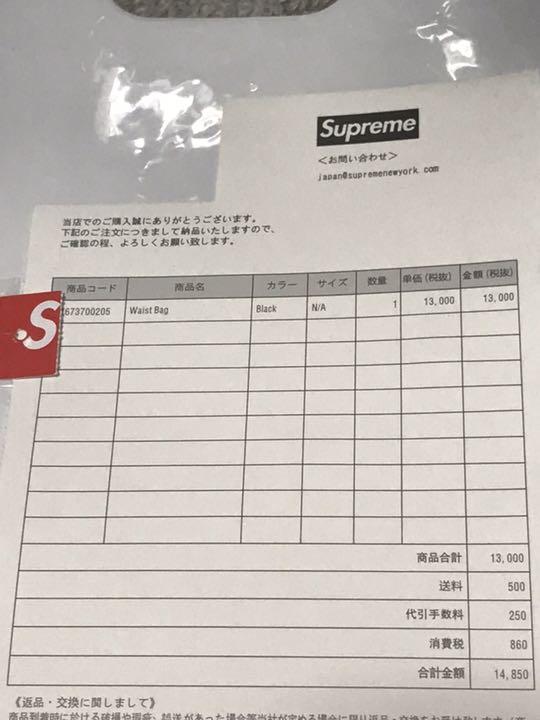 Supreme
<お問い合わせ>
japan@supremenewyork.com
当店でのご購入誠にありがとうございます。
下記のご注文につきまして納品いたしますので、
ご確認の程、よろしくお願い致します。
商品コード 商品名 カラー サイズ 数量 単価(税抜) 金額(税抜)
673700205 Waist Bag Black N/A 1 13,000 13,000
S
商品合計 13,000
送料 500
代引手数料 250
消費税 860
合計金額 14,850
《返品・交換に関しまして》
商品到着時に於ける破損や瑕疵、誤送があった場合等当社が定める場合に限り返品・交換をお受け致します